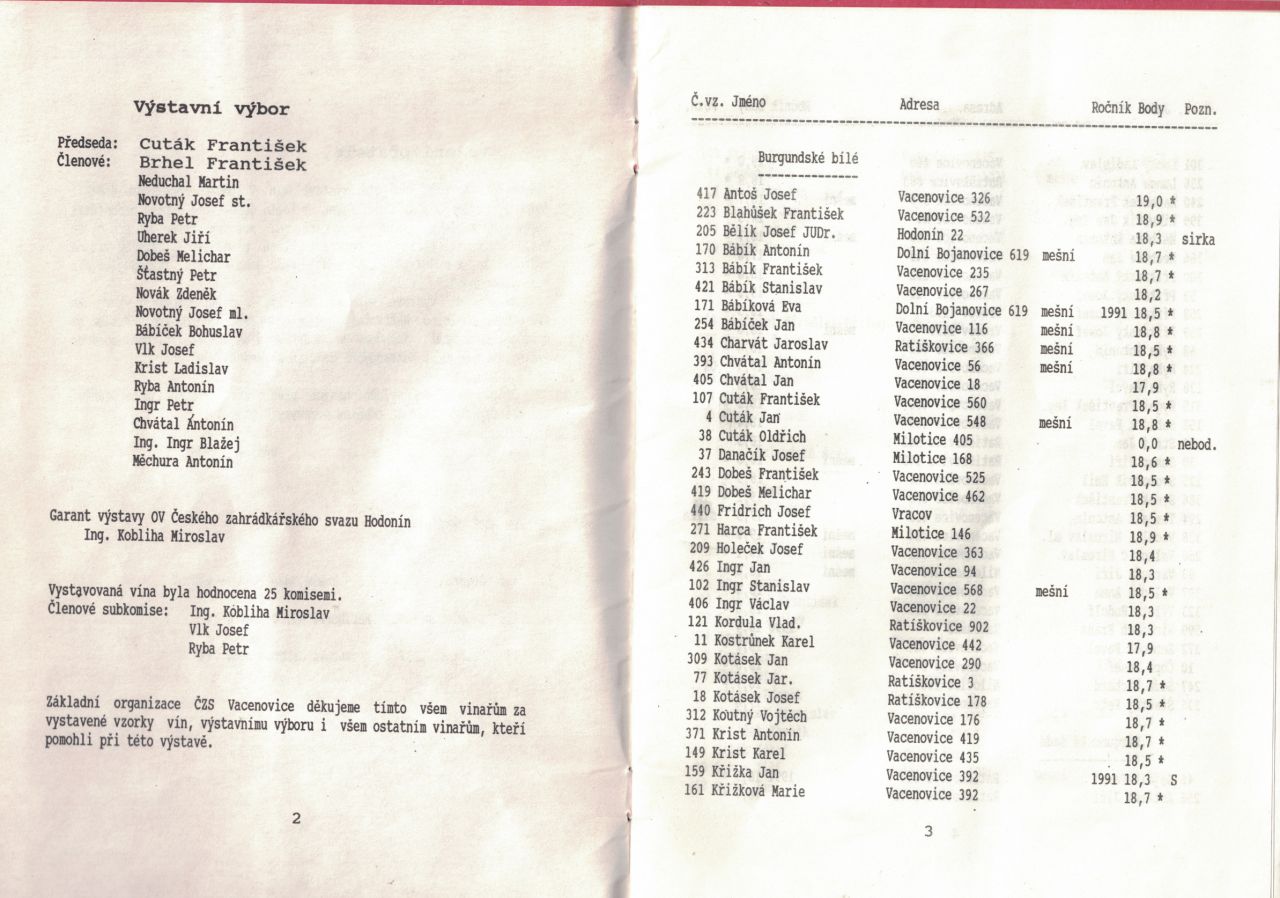 Výstavní výbor
Předseda: Cuták František
Členové: Brhel František
Neduchal Martin
Novotný Josef st.
Ryba Petr
Uherek Jiří
Dobeš Melichar
Šťastný Petr
Novák Zdeněk
Novotný Josef ml.
Bábíček Bohuslav
Vlk Josef
Krist Ladislav
Ryba Antonín
Ingr Petr
Chvátal Antonín
Ing. Ingr Blažej
Měchura Antonín
Garant výstavy OV Českého zahrádkářského svazu Hodonín
Ing. Kobliha Miroslav
Vystavovaná vína byla hodnocena 25 komisemi.
Členové subkomise: Ing. Kobliha Miroslav
Vlk Josef
Ryba Petr
Základní organizace ČZS Vacenovice děkujeme tímto všem vinařům za
vystavené vzorky vín, výstavnímu výboru i všem ostatním vinařům, kteří
pomohli při této výstavě.
2
Č.vz. Jméno Adresa Ročník Body Pozn.
Burgundské bílé
417 Antoš Josef Vacenovice 326 19,0 *
223 Blahůšek František Vacenovice 532 18,9 *
205 Bělík Josef JUDr. Hodonín 22 18,3 sirka
170 Bábík Antonín Dolní Bojanovice 619 mešní 18,7 *
313 Bábík František Vacenovice 235 18,7 *
421 Bábík Stanislav Vacenovice 267 18,2
171 Bábíková Eva Dolní Bojanovice 619 mešní 1991 18,5 *
254 Bábíček Jan Vacenovice 116 mešní 18,8 *
434 Charvát Jaroslav Ratíškovice 366 mešní 18,5 *
393 Chvátal Antonín Vacenovice 56 mešní 18,8 *
405 Chvátal Jan Vacenovice 18 17,9
107 Cuták František Vacenovice 560 18,5 *
4 Cuták Jan Vacenovice 548 mešní 18,8 *
38 Cuták Oldřich Milotice 405 0,0 nebod.
37 Danačík Josef Milotice 168 18,6 *
243 Dobeš František Vacenovice 525 18,5 *
419 Dobeš Melichar Vacenovice 462 18,5 *
440 Fridrich Josef Vracov 18,5 *
271 Harca František Milotice 146 18,9 *
209 Holeček Josef Vacenovice 363 18,4
426 Ingr Jan Vacenovice 94 18,3
102 Ingr Stanislav Vacenovice 568 mešní 18,5 *
406 Ingr Václav Vacenovice 22 18,3
121 Kordula Vlad. Ratíškovice 902 18,3
11 Kostrůnek Karel Vacenovice 442 17,9
309 Kotásek Jan Vacenovice 290 18,4
77 Kotásek Jar. Ratíškovice 3 18,7 *
18 Kotásek Josef Ratíškovice 178 18,5 *
312 Koutný Vojtěch Vacenovice 176 18,7 *
371 Krist Antonín Vacenovice 419 18,7 *
149 Krist Karel Vacenovice 435 18,5 *
159 Křižka Jan Vacenovice 392 1991 18,3 S
161 Křižková Marie Vacenovice 392 18,7 *
3